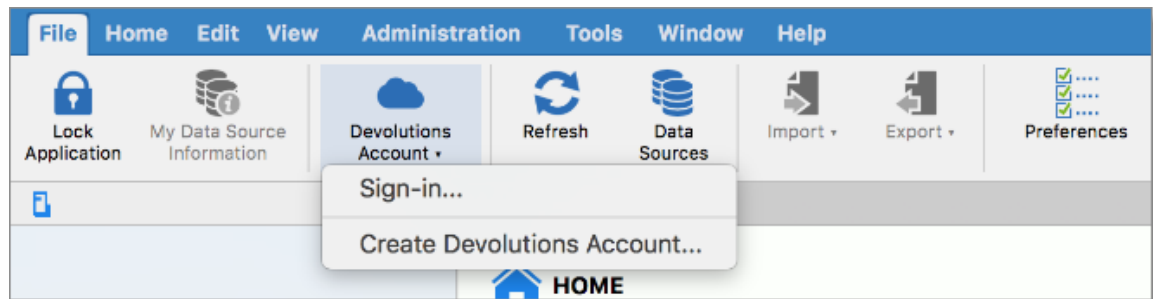 File Home Edit View Administration Tools Window Help
Lock Application
My Data Source Information
Devolutions Account
Refresh
Data Sources
Import
Export
Preferences
Sign-in...
Create Devolutions Account...
HOME